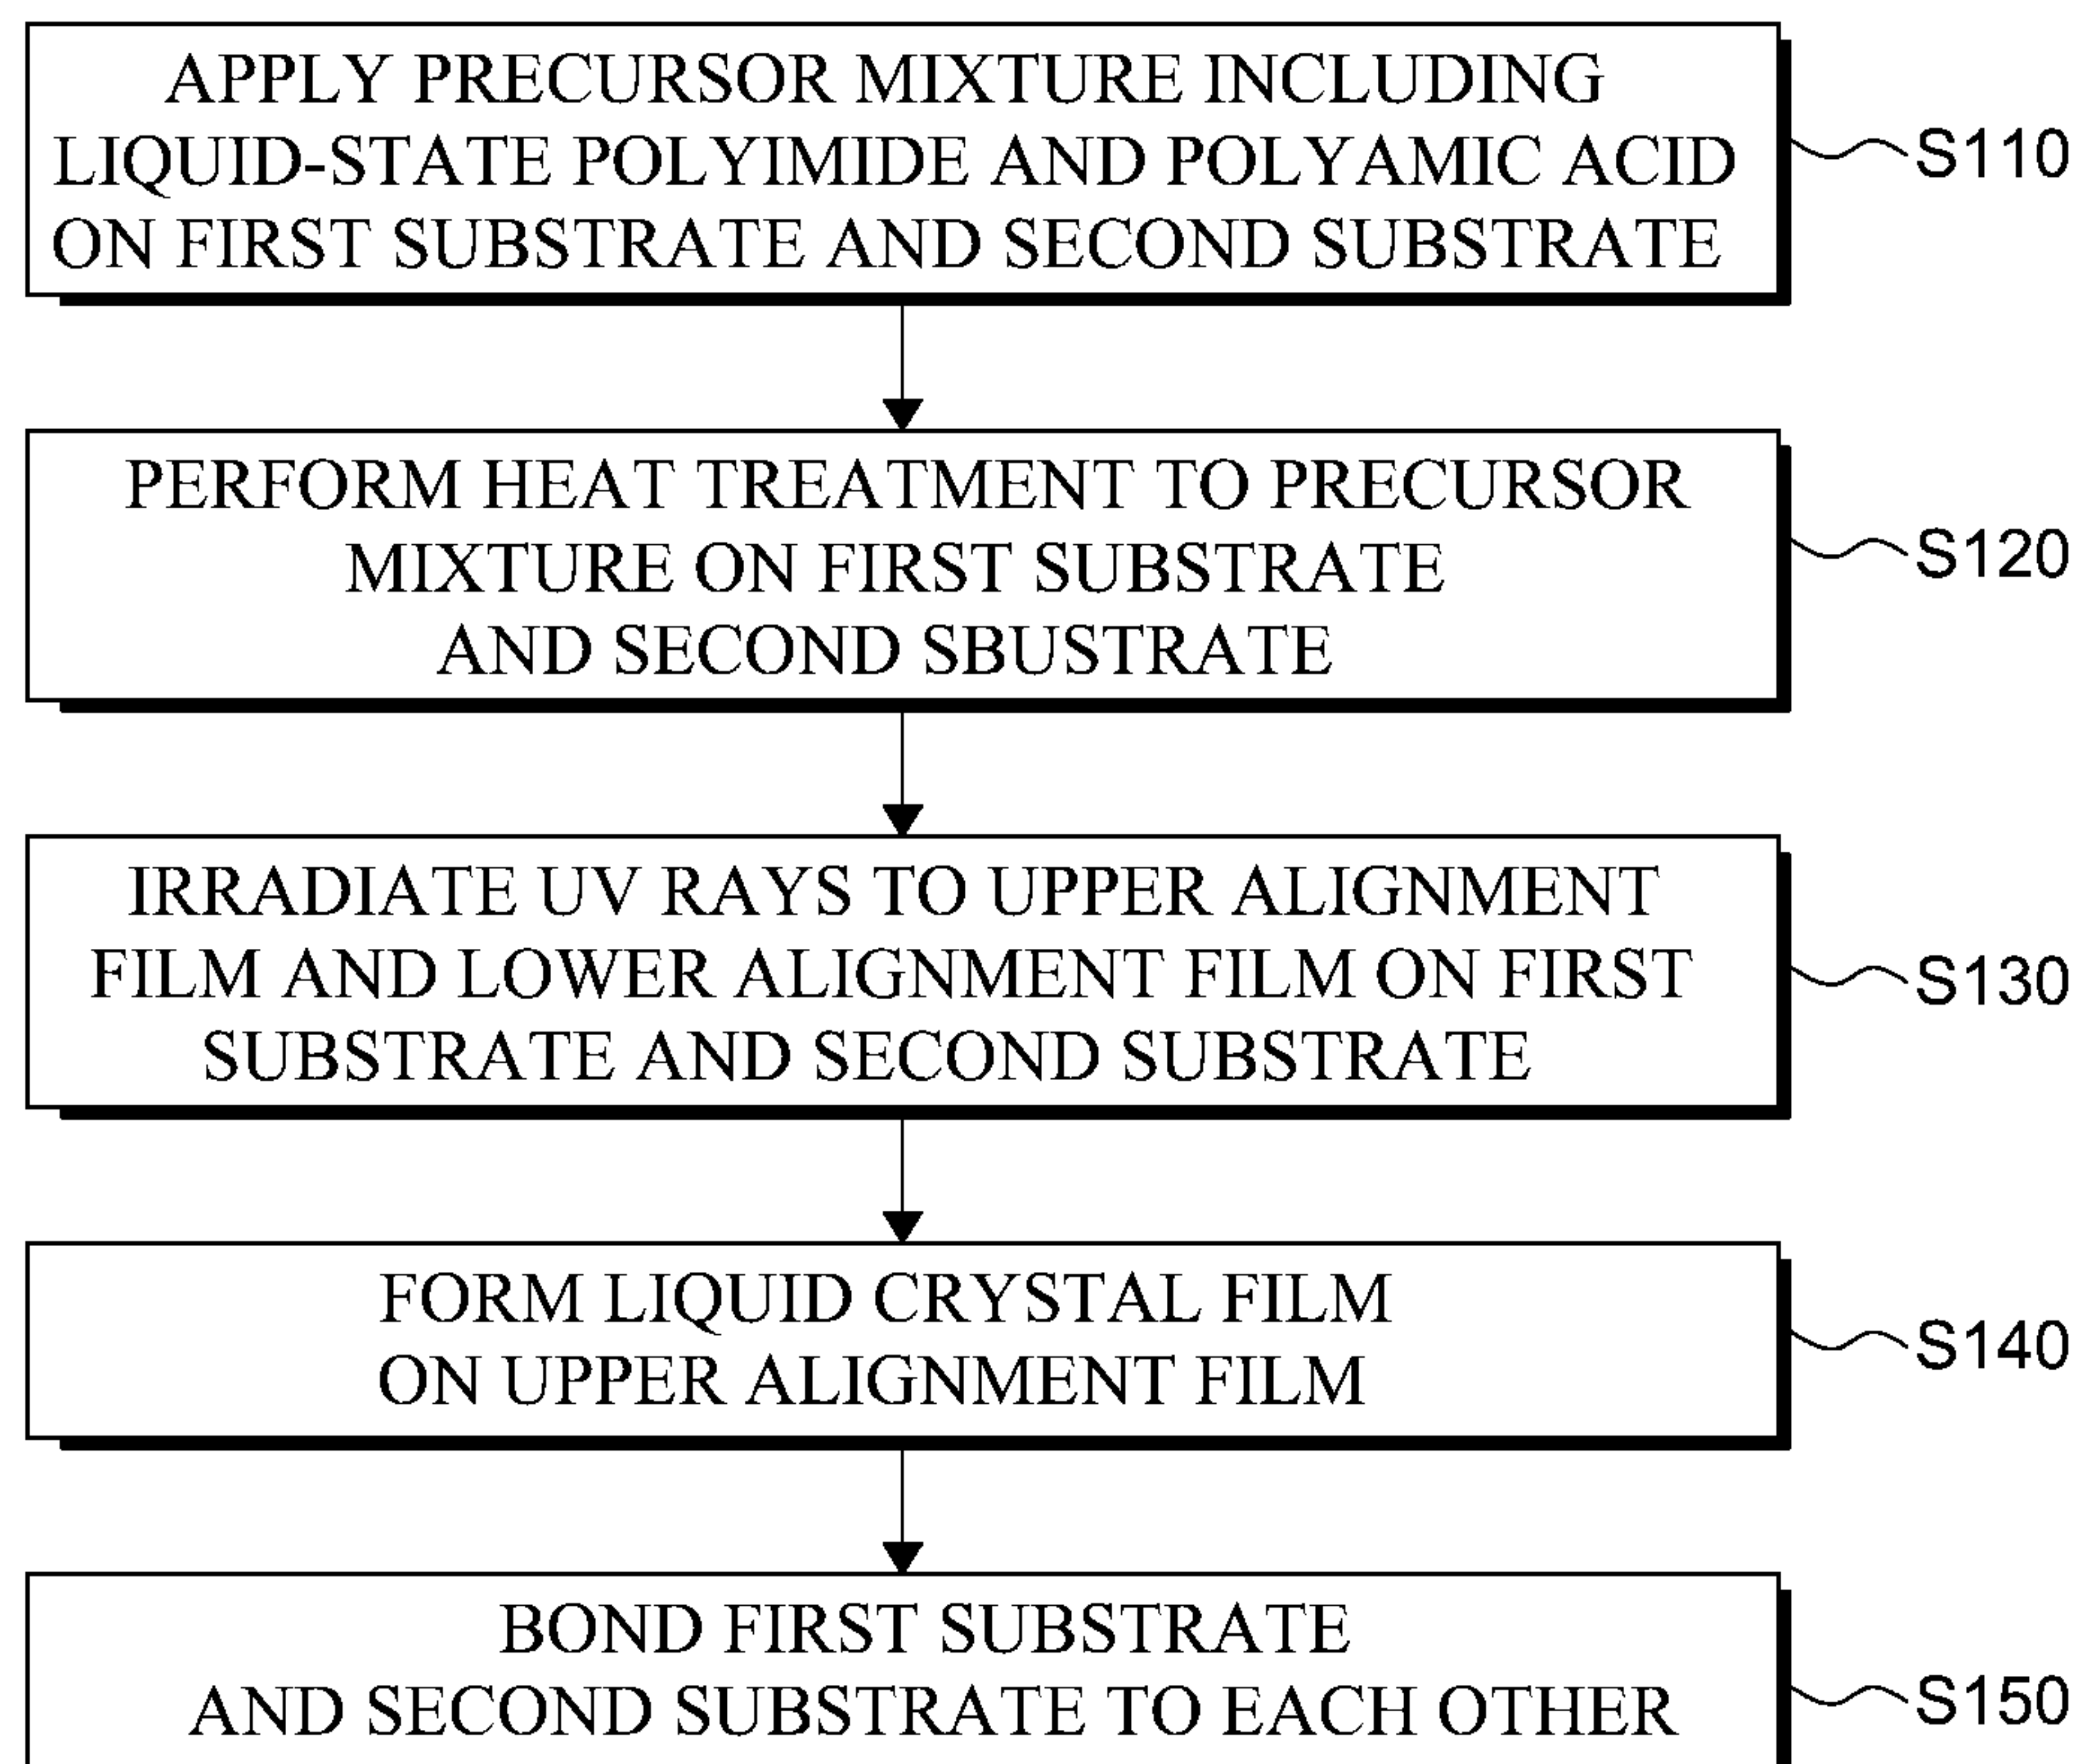 APPLY PRECURSOR MIXTURE INCLUDING
LIQUID-STATE POLYIMIDE AND POLYAMIC ACID
ON FIRST SUBSTRATE AND SECOND SUBSTRATE
S110
PERFORM HEAT TREATMENT TO PRECURSOR
MIXTURE ON FIRST SUBSTRATE
AND SECOND SBUSTRATE
S120
IRRADIATE UV RAYS TO UPPER ALIGNMENT
FILM AND LOWER ALIGNMENT FILM ON FIRST
SUBSTRATE AND SECOND SUBSTRATE
S130
FORM LIQUID CRYSTAL FILM
ON UPPER ALIGNMENT FILM
S140
BOND FIRST SUBSTRATE
AND SECOND SUBSTRATE TO EACH OTHER
S150